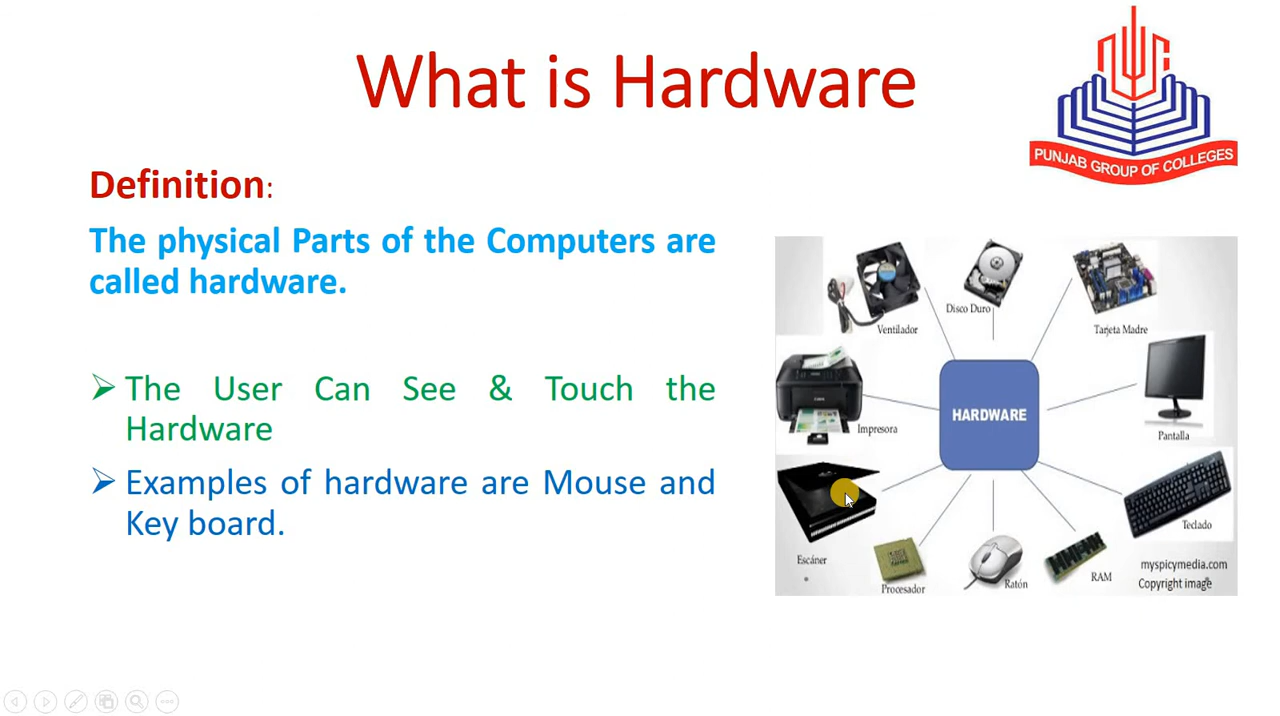 What is Hardware
PUNJAB GROUP OF COLLEGES
Definition:
The physical Parts of the Computers are
called hardware.
The User Can See & Touch the
Hardware
Examples of hardware are Mouse and
Key board.
Ventilador
Disco Duro
Tarjeta Madre
Impresora
HARDWARE
Pantalla
Escáner
Procesador
Ratón
RAM
Teclado
myspicymedia.com
Copyright image